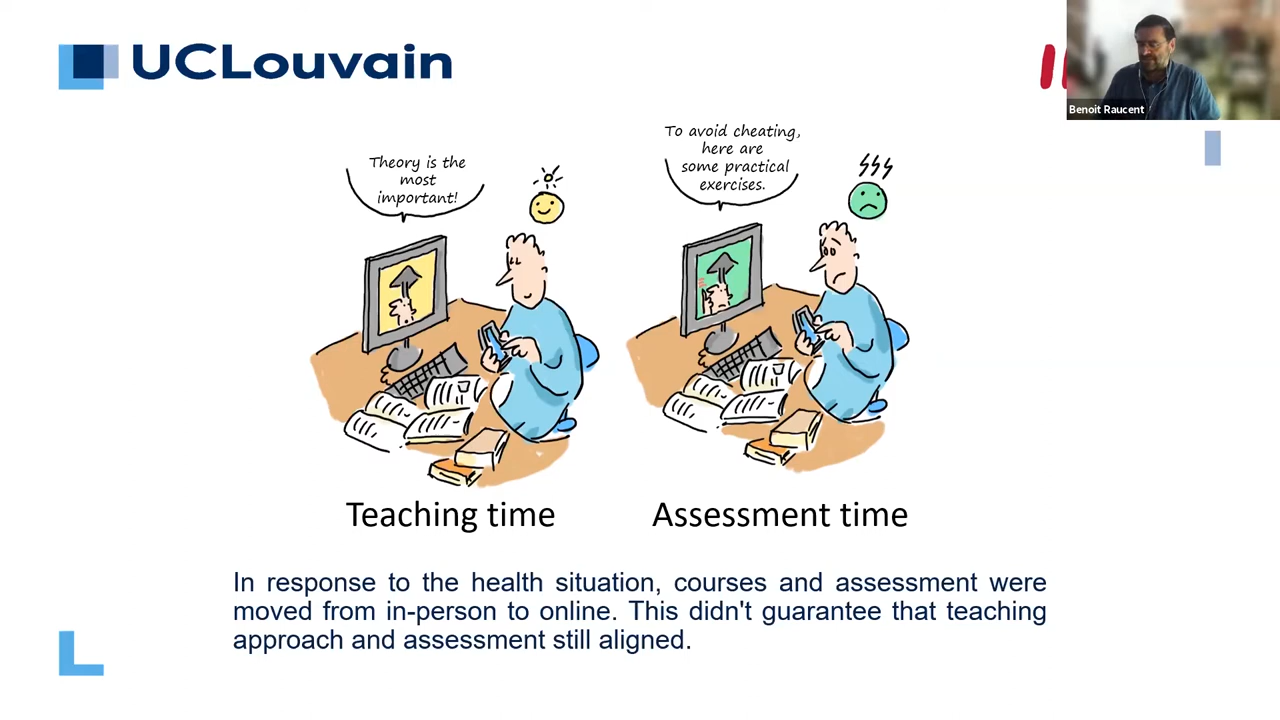 UCLouvain
Benoit Raucent
Theory is the
most
important!
To avoid cheating,
here are
some practical
exercises.
Teaching time
Assessment time
In response to the health situation, courses and assessment were
moved from in-person to online. This didn't guarantee that teaching
approach and assessment still aligned.